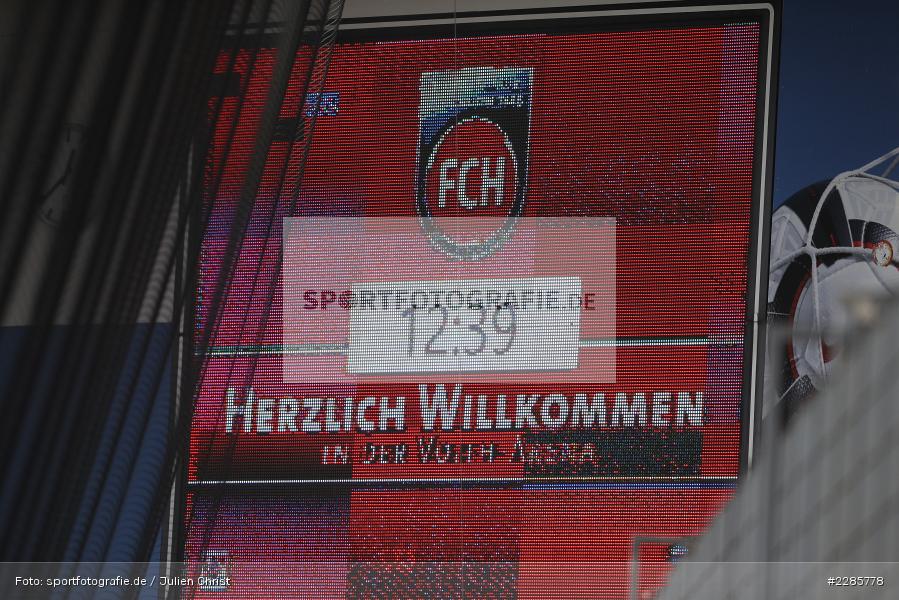 FCH
SPORTFOTOGRAFIE.DE
12:39
HERZLICH WILLKOMMEN
IN DER VOITH-ARENA
Foto: sportfotografie.de / Julien Christ
#2285778